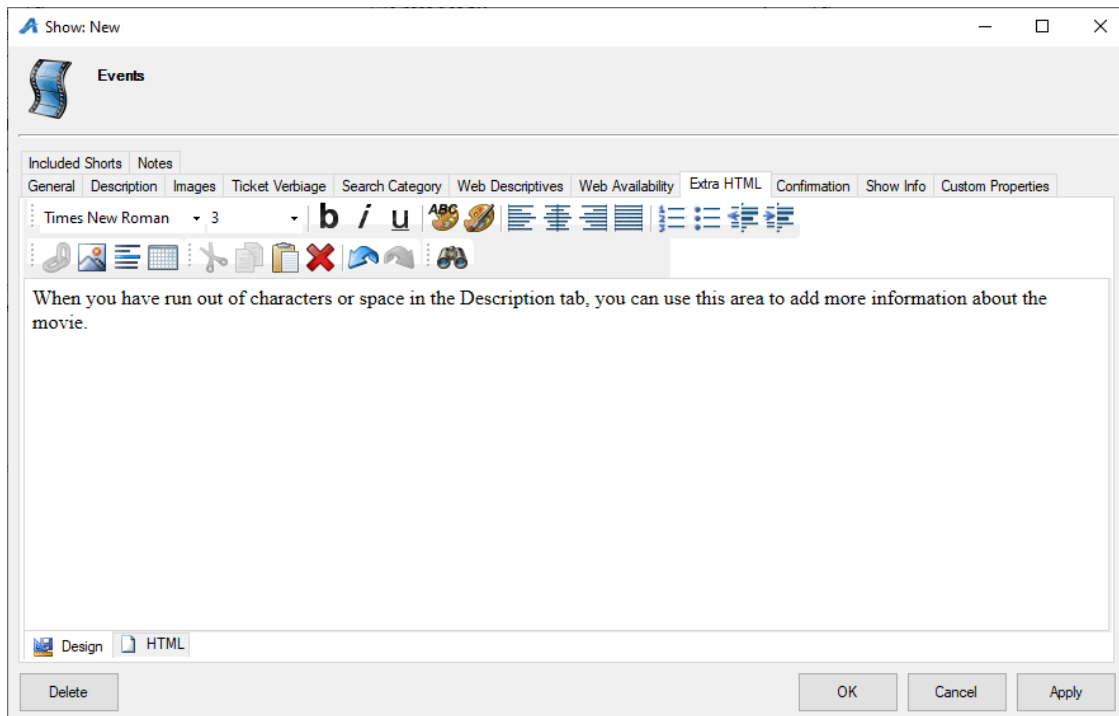 Show: New
Events
Included Shorts Notes
General Description Images Ticket Verbiage Search Category Web Descriptives Web Availability Extra HTML Confirmation Show Info Custom Properties
Times New Roman 3 b i u ABC
When you have run out of characters or space in the Description tab, you can use this area to add more information about the
movie.
Design HTML
Delete OK Cancel Apply